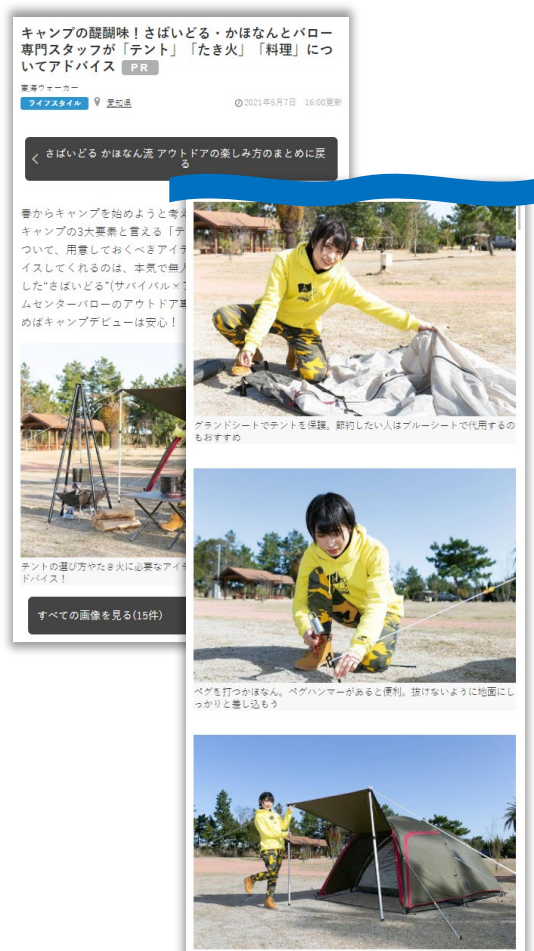 キャンプの醍醐味！さばいどる・かほなんとバロー
専門スタッフが「テント」「たき火」「料理」につ
いてアドバイス PR
東海ウォーカー
ライフスタイル 愛知県 2021年5月7日 16:00更新
さばいどる かほなん流 アウトドアの楽しみ方のまとめに戻
る
春からキャンプを始めようと考
キャンプの3大要素と言える「テ
ついて、用意しておくべきアイテ
イスしてくれるのは、本気で無人
した“さばいどる”(サバイバル×ア
ムセンターバローのアウトドア専
めばキャンプデビューは安心！
テントの選び方やたき火に必要なアイテ
ドバイス！
すべての画像を見る(15件)
グランドシートでテントを保護。節約したい人はブルーシートで代用するの
もおすすめ
ペグを打つかほなん。ペグハンマーがあると便利。抜けないように地面にし
っかりと差し込もう